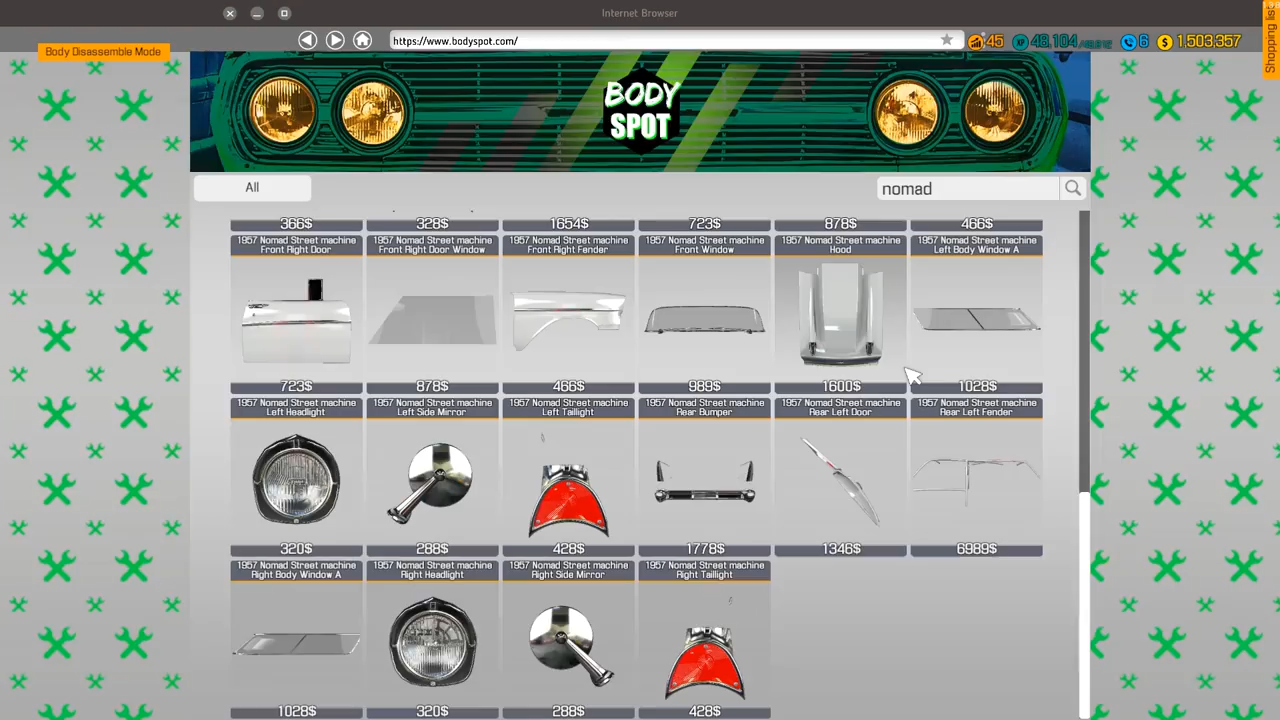 Internet Browser
Shopping list
Body Disassemble Mode
https://www.bodyspot.com/
45
48,104
6
$ 1,503,357
BODY
SPOT
All
nomad
366$ 328$ 1654$ 723$ 878$ 466$
1957 Nomad Street machine 1957 Nomad Street machine 1957 Nomad Street machine 1957 Nomad Street machine 1957 Nomad Street machine 1957 Nomad Street machine
Front Right Door Front Right Door Window Front Right Fender Front Window Hood Left Body Window A
723$ 878$ 466$ 989$ 1600$ 1028$
1957 Nomad Street machine 1957 Nomad Street machine 1957 Nomad Street machine 1957 Nomad Street machine 1957 Nomad Street machine 1957 Nomad Street machine
Left Headlight Left Side Mirror Left Taillight Rear Bumper Rear Left Door Rear Left Fender
320$ 288$ 428$ 1778$ 1346$ 6989$
1957 Nomad Street machine 1957 Nomad Street machine 1957 Nomad Street machine 1957 Nomad Street machine
Right Body Window A Right Headlight Right Side Mirror Right Taillight
1028$ 320$ 288$ 428$